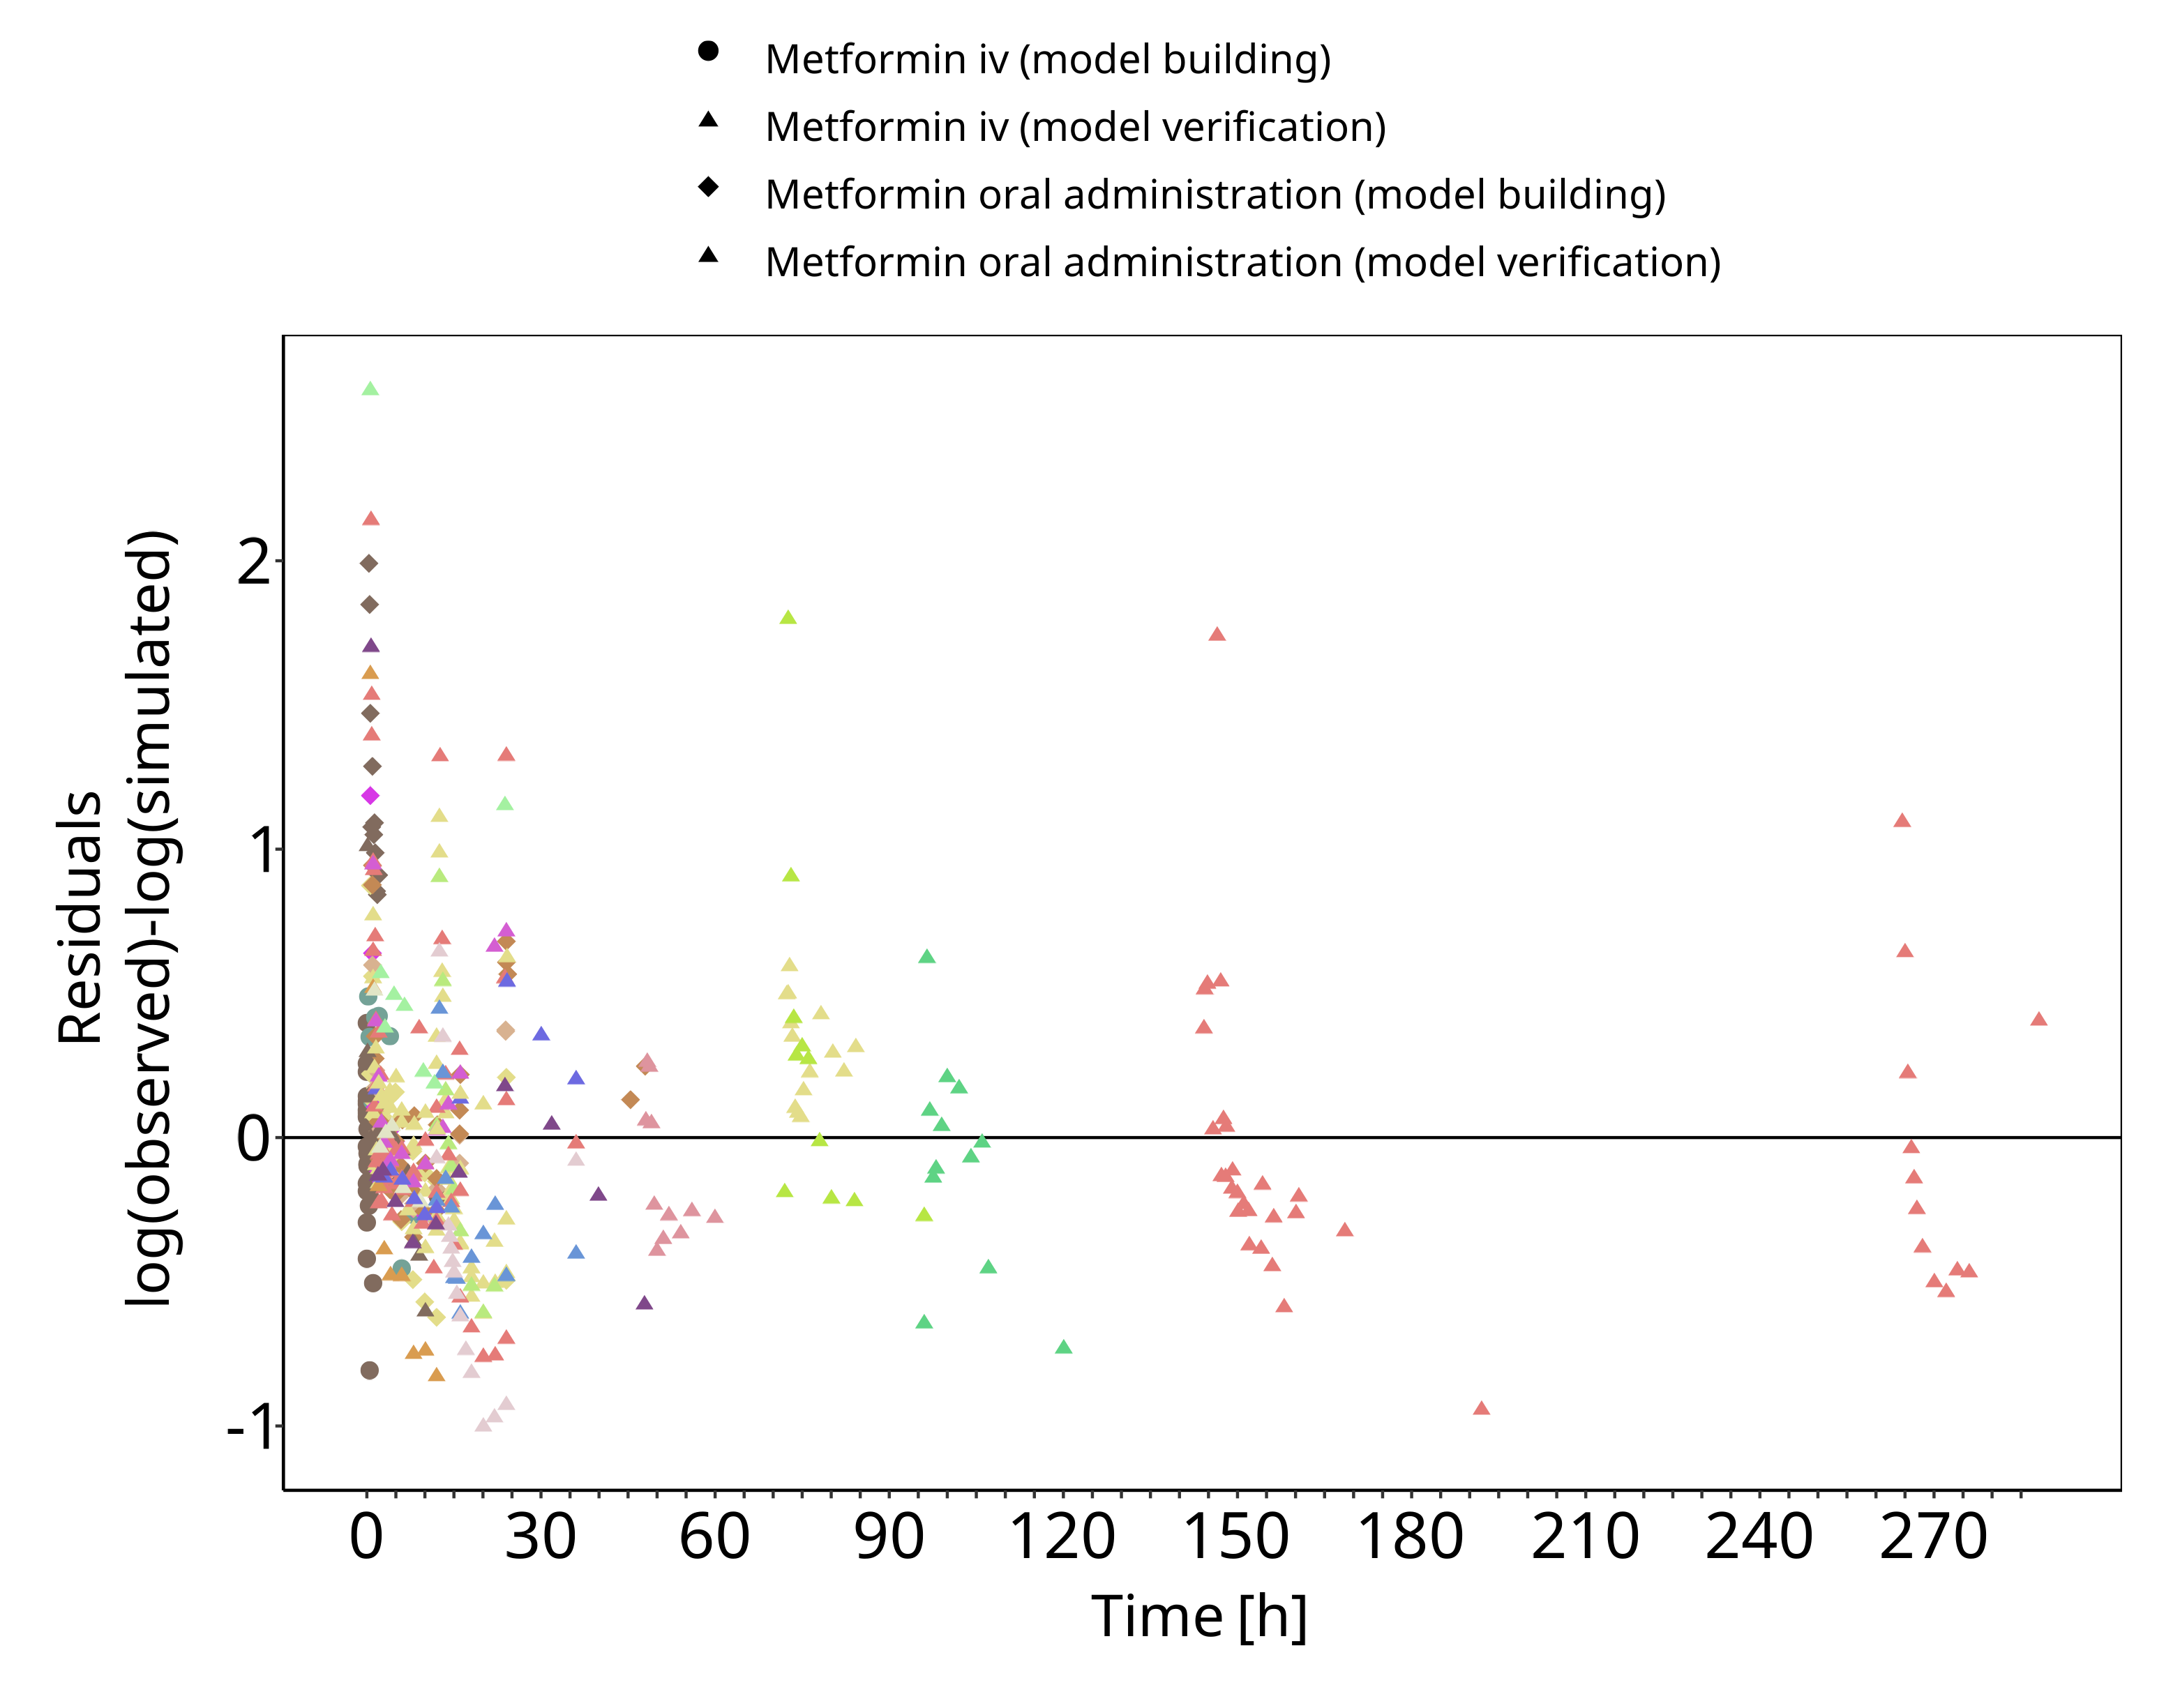 Metformin iv (model building)
Metformin iv (model verification)
Metformin oral administration (model building)
Metformin oral administration (model verification)
Residuals
log(observed)-log(simulated)
2
1
0
-1
0 30 60 90 120 150 180 210 240 270
Time [h]